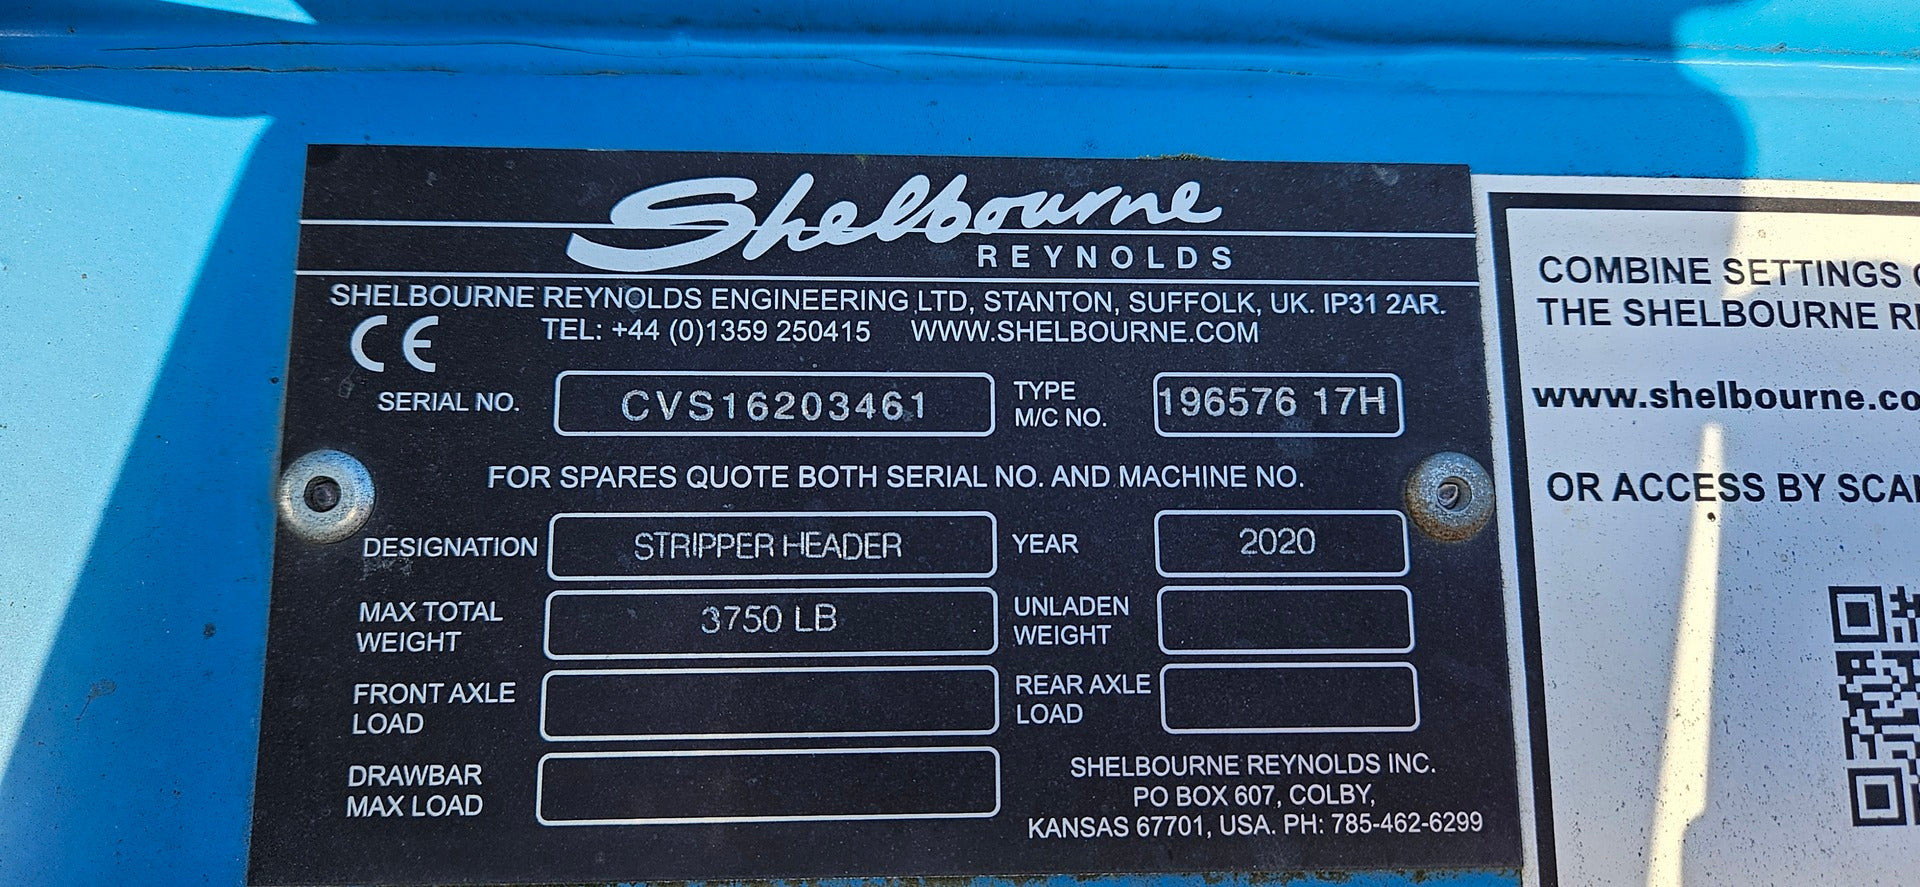 Shelbourne
REYNOLDS
SHELBOURNE REYNOLDS ENGINEERING LTD, STANTON, SUFFOLK, UK. IP31 2AR.
CE TEL: +44 (0)1359 250415 WWW.SHELBOURNE.COM
SERIAL NO. CVS16203461 TYPE M/C NO. 196576 17H
FOR SPARES QUOTE BOTH SERIAL NO. AND MACHINE NO.
DESIGNATION STRIPPER HEADER YEAR 2020
MAX TOTAL WEIGHT 3750 LB UNLADEN WEIGHT
FRONT AXLE LOAD REAR AXLE LOAD
DRAWBAR MAX LOAD
SHELBOURNE REYNOLDS INC.
PO BOX 607, COLBY,
KANSAS 67701, USA. PH: 785-462-6299
COMBINE SETTINGS
THE SHELBOURNE
www.shelbourne.co
OR ACCESS BY